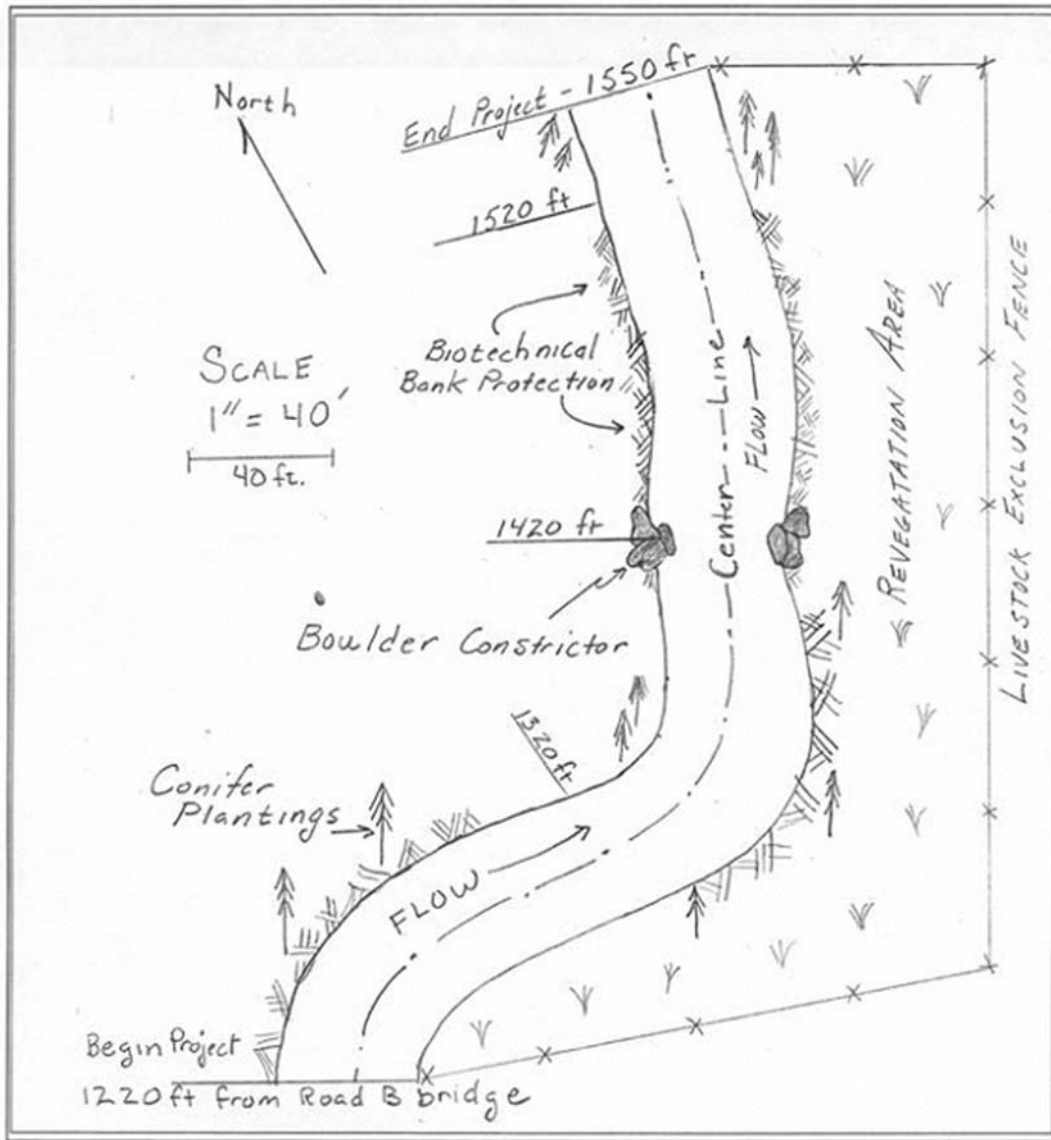 North
End Project - 1550 ft
1520 ft
Biotechnical
Bank Protection
SCALE
1" = 40'
40 ft.
Center Line
FLOW
REVEGATATION AREA
LIVESTOCK EXCLUSION FENCE
1420 ft
Boulder Constrictor
1320 ft
Conifer
Plantings
FLOW
Begin Project
1220 ft from Road B bridge